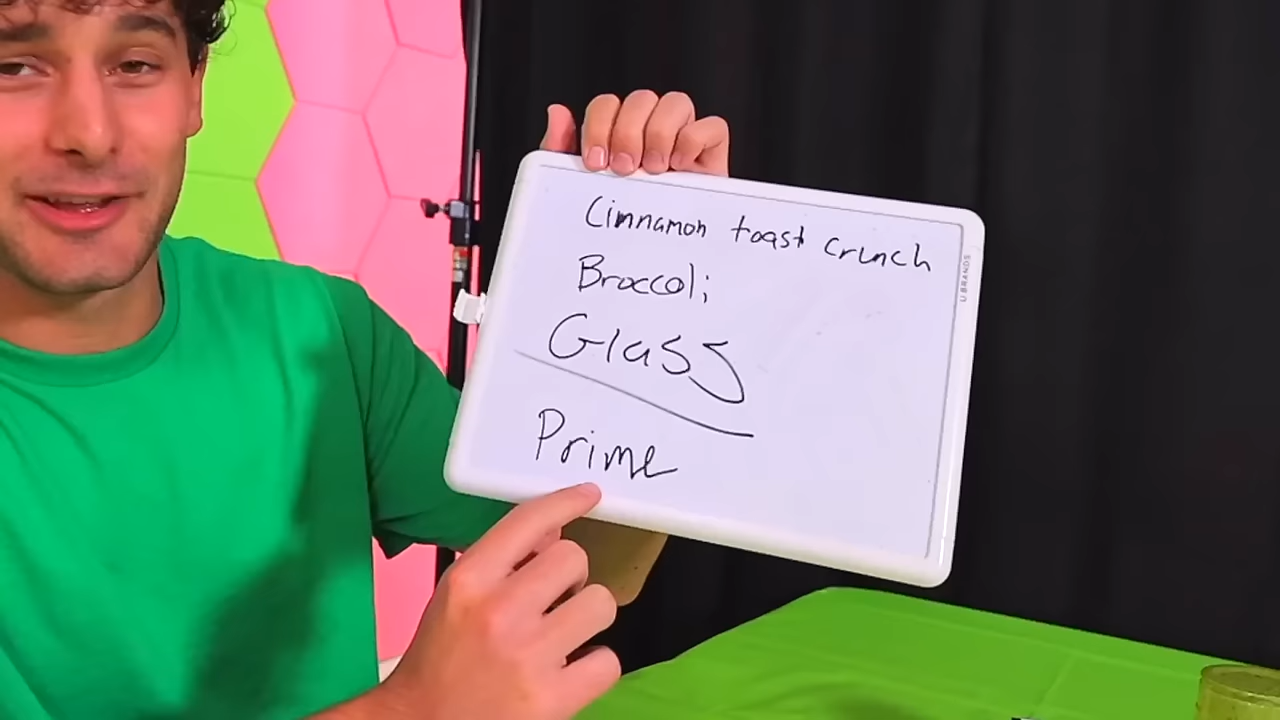 Cinnamon toast crunch
Broccoli
Glass
Prime
U BRANDS